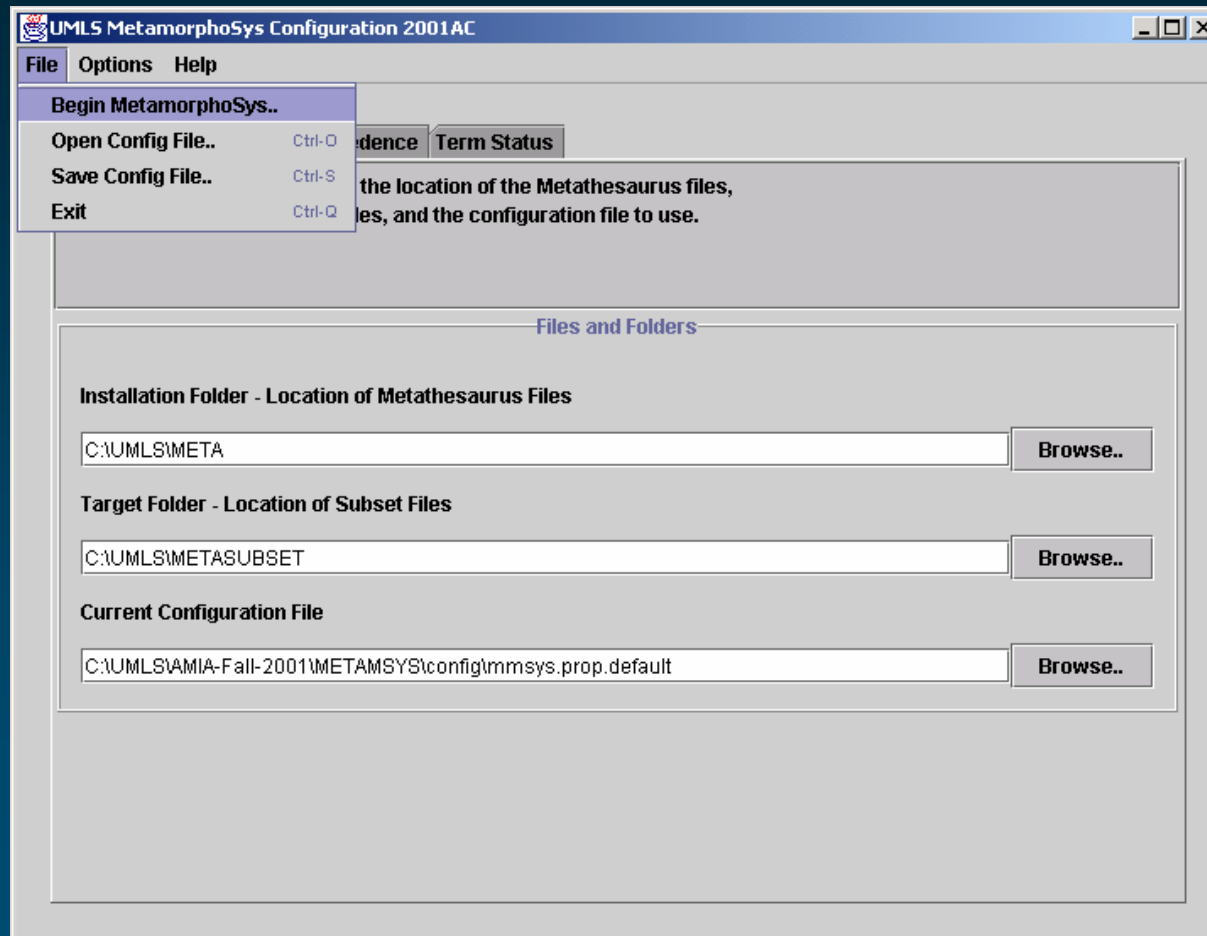 UMLS MetamorphoSys Configuration 2001AC
File Options Help
Begin MetamorphoSys..
Open Config File.. Ctrl-O
Save Config File.. Ctrl-S
Exit Ctrl-Q
Term Status
the location of the Metathesaurus files,
and the configuration file to use.
Files and Folders
Installation Folder - Location of Metathesaurus Files
C:\UMLS\META Browse..
Target Folder - Location of Subset Files
C:\UMLS\METASUBSET Browse..
Current Configuration File
C:\UMLS\AMIA-Fall-2001\METAMSYS\config\mmsys.prop.default Browse..